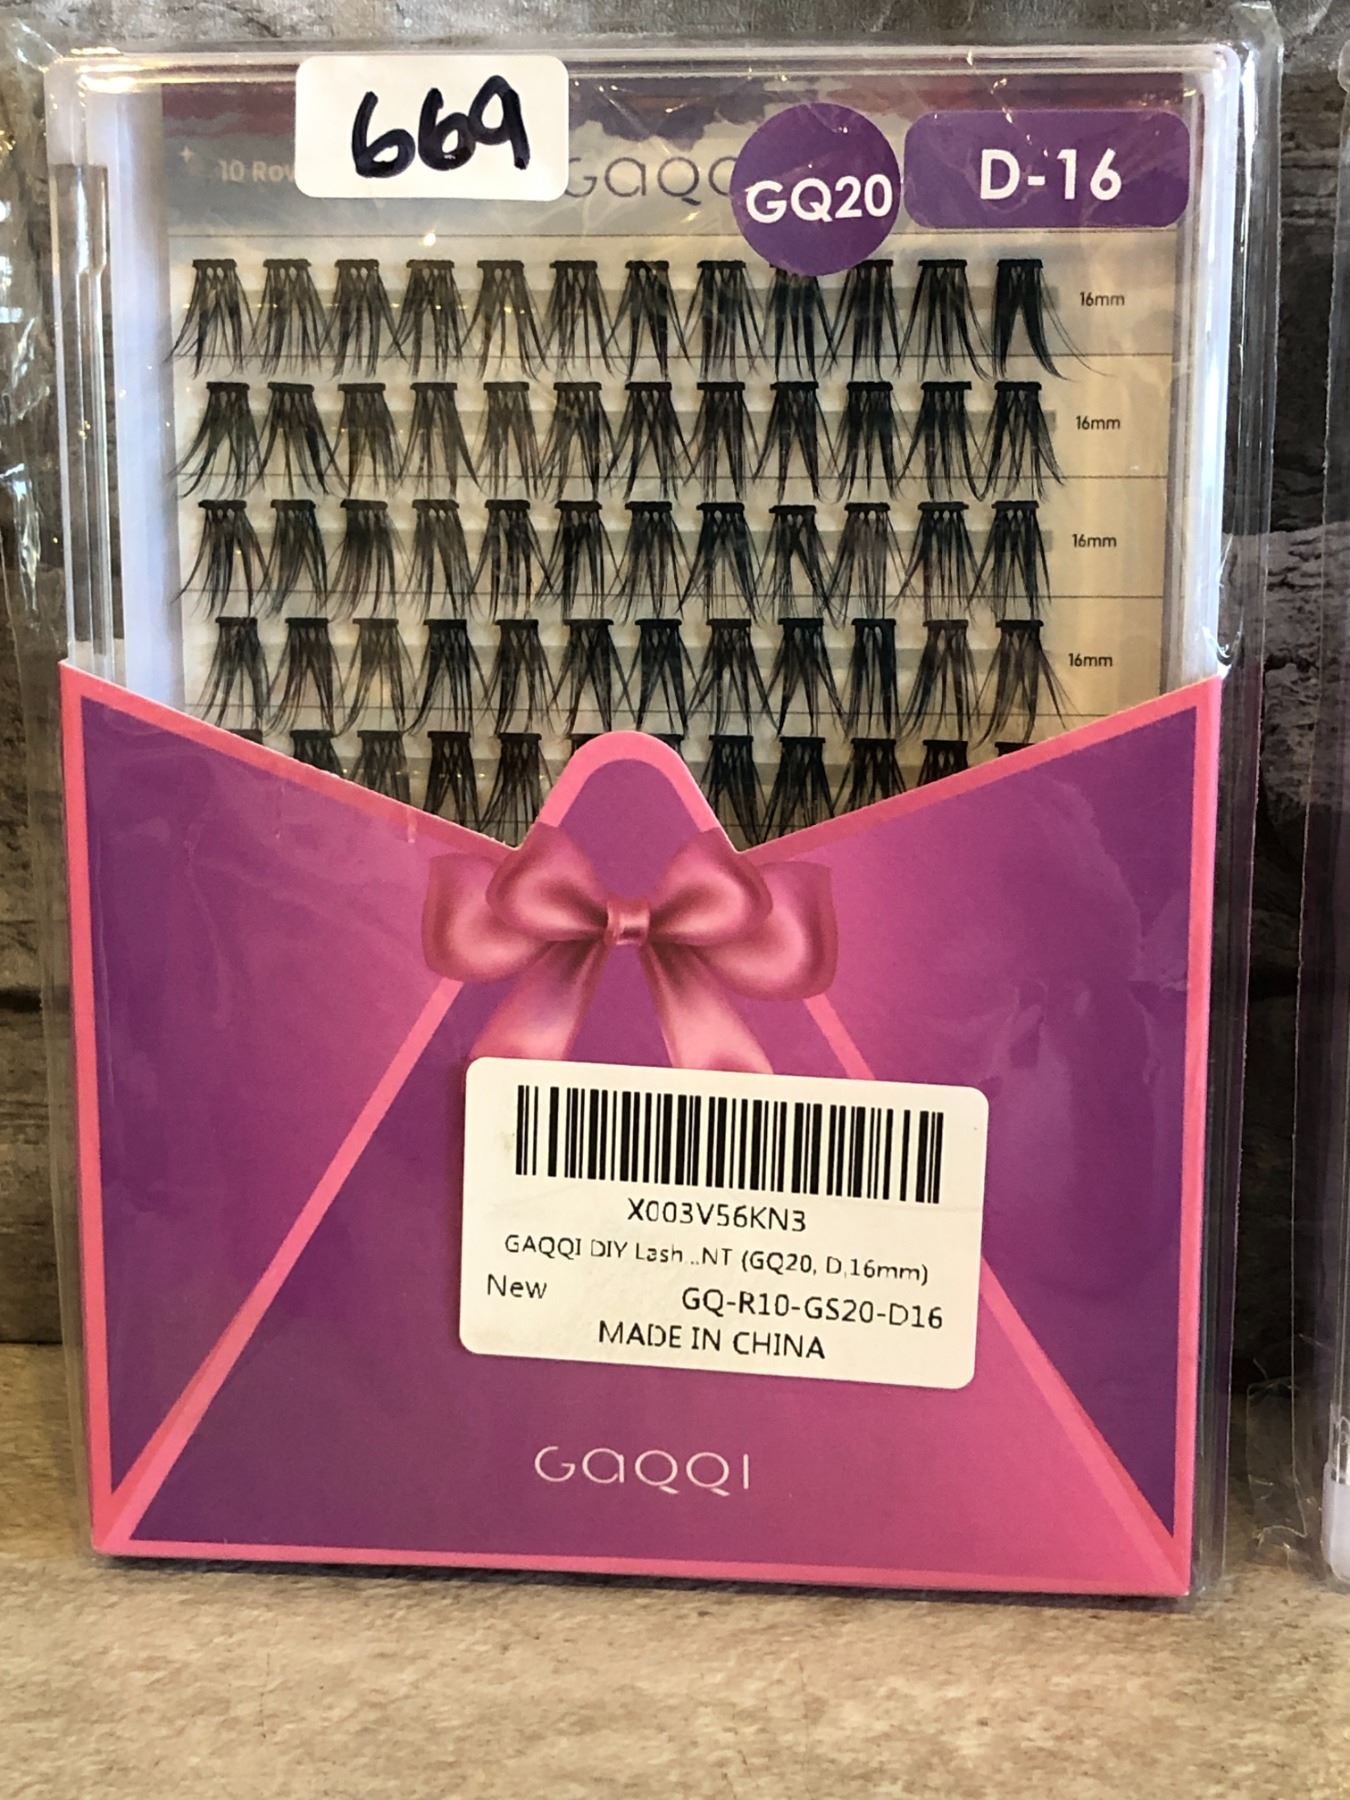 669
10 Row
GAQQ
GQ20
D-16
16mm
16mm
16mm
16mm
X003V56KN3
GAQQI DIY Lash...NT (GQ20, D,16mm)
New GQ-R10-GS20-D16
MADE IN CHINA
GAQQI